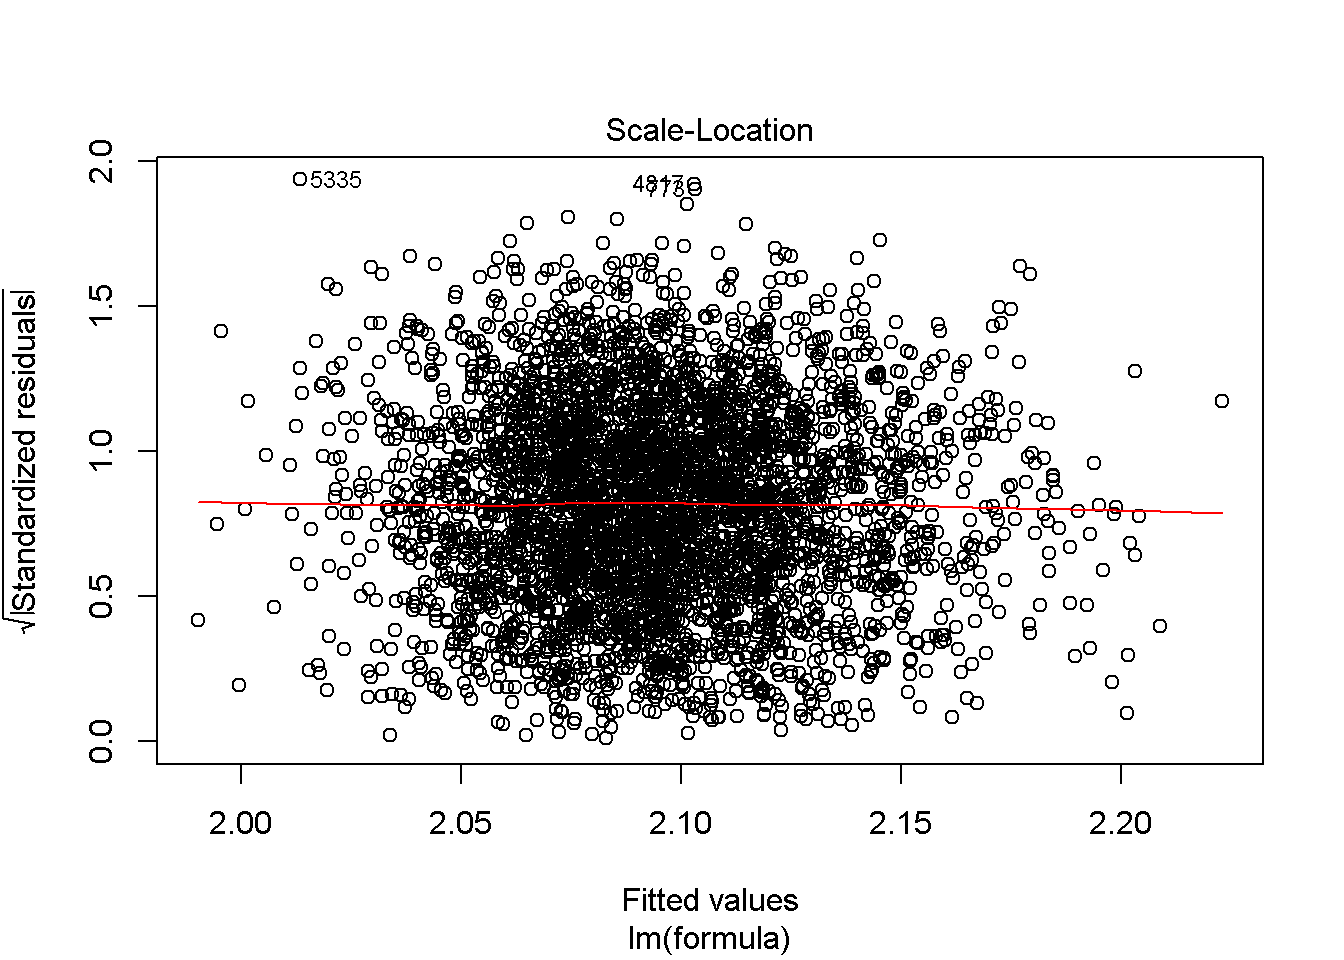 Scale-Location
√|Standardized residuals|
2.0
1.5
1.0
0.5
0.0
5335
2.00 2.05 2.10 2.15 2.20
Fitted values
lm(formula)